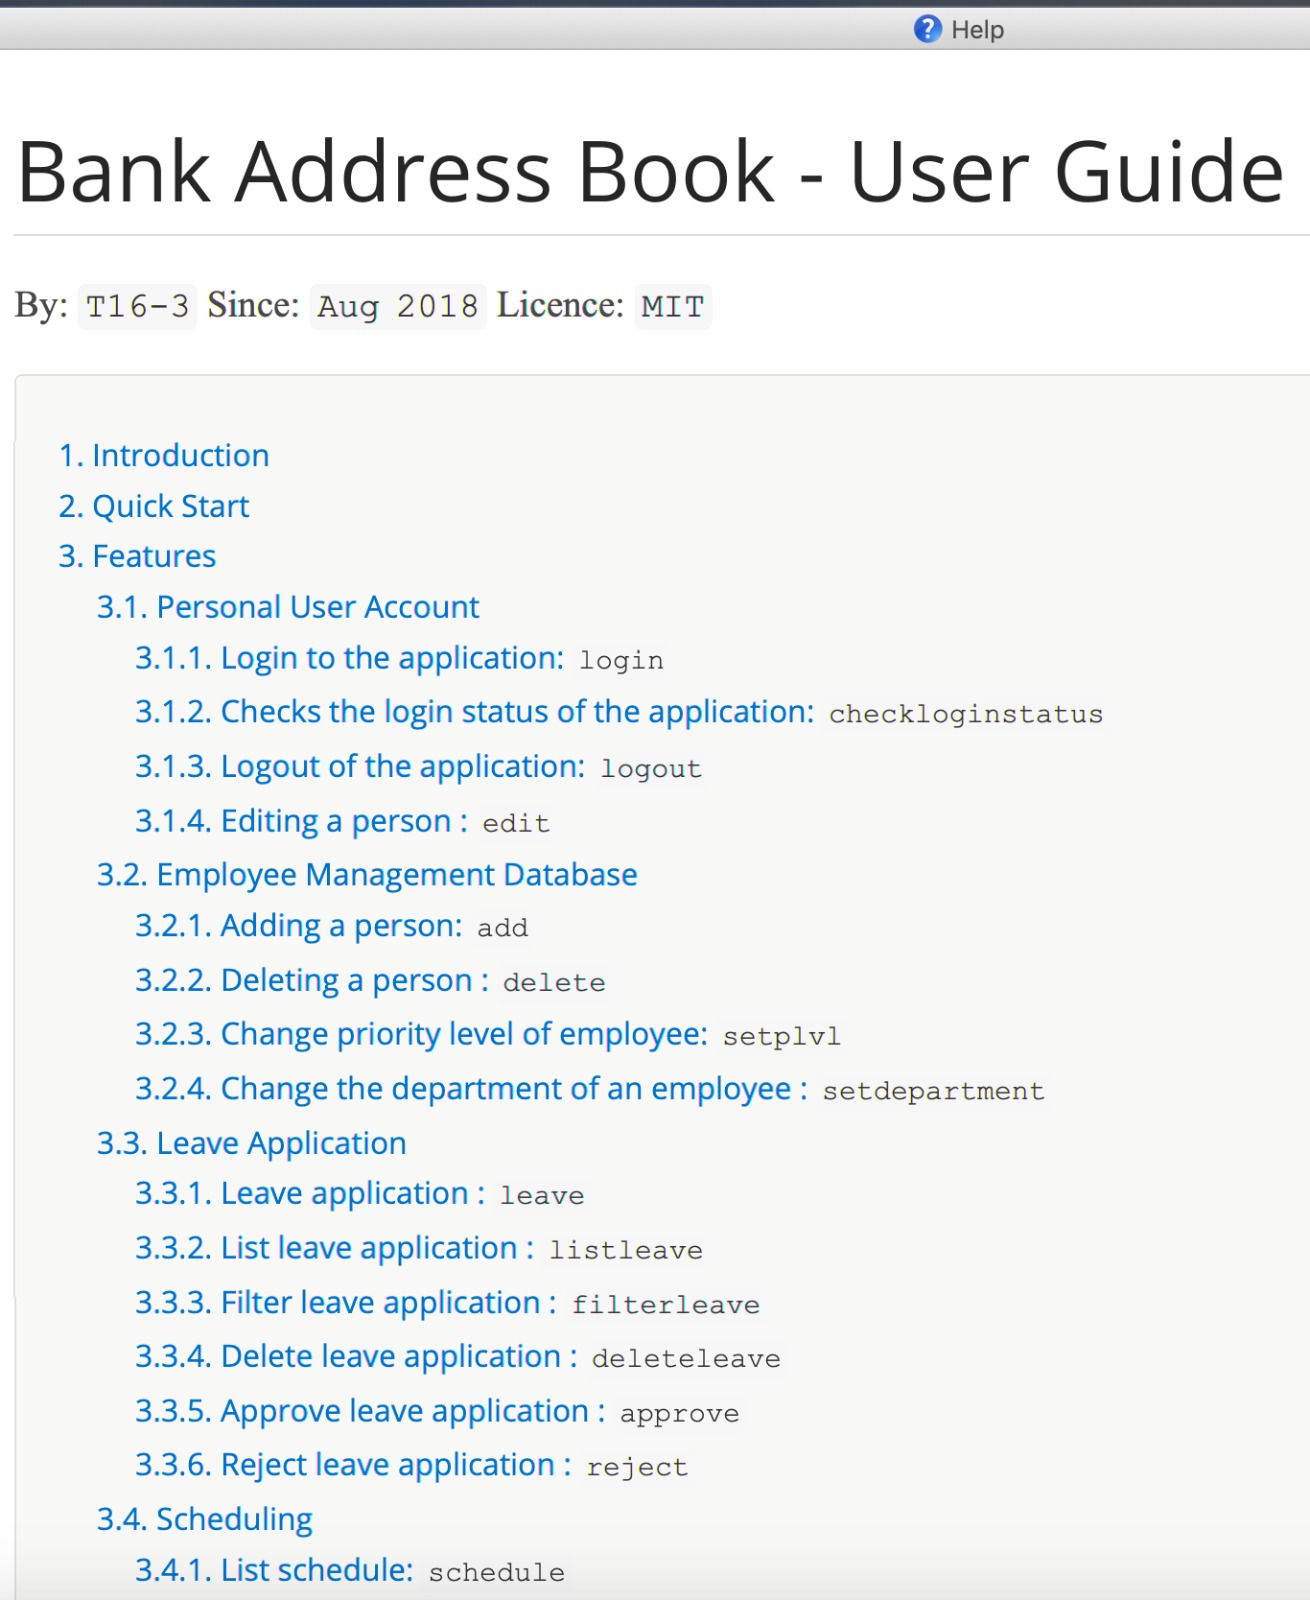 Help
Bank Address Book - User Guide
By: T16-3 Since: Aug 2018 Licence: MIT
1. Introduction
2. Quick Start
3. Features
3.1. Personal User Account
3.1.1. Login to the application: login
3.1.2. Checks the login status of the application: checkloginstatus
3.1.3. Logout of the application: logout
3.1.4. Editing a person : edit
3.2. Employee Management Database
3.2.1. Adding a person: add
3.2.2. Deleting a person : delete
3.2.3. Change priority level of employee: setplvl
3.2.4. Change the department of an employee : setdepartment
3.3. Leave Application
3.3.1. Leave application : leave
3.3.2. List leave application : listleave
3.3.3. Filter leave application : filterleave
3.3.4. Delete leave application : deleteleave
3.3.5. Approve leave application : approve
3.3.6. Reject leave application : reject
3.4. Scheduling
3.4.1. List schedule: schedule